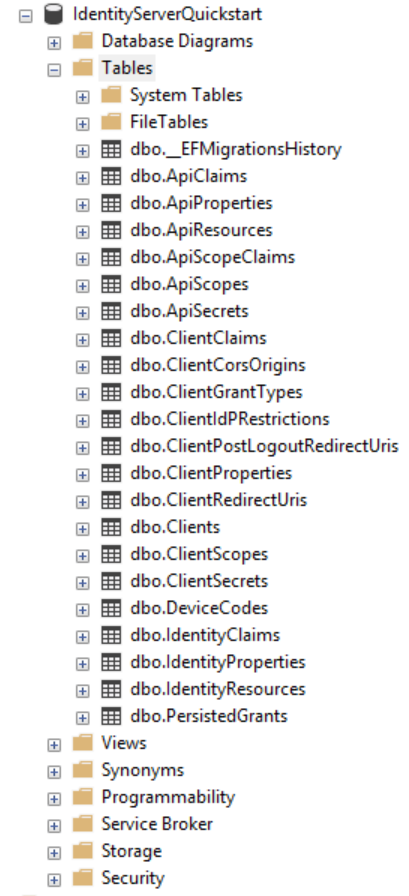 IdentityServerQuickstart
Database Diagrams
Tables
System Tables
FileTables
dbo.__EFMigrationsHistory
dbo.ApiClaims
dbo.ApiProperties
dbo.ApiResources
dbo.ApiScopeClaims
dbo.ApiScopes
dbo.ApiSecrets
dbo.ClientClaims
dbo.ClientCorsOrigins
dbo.ClientGrantTypes
dbo.ClientIdPRestrictions
dbo.ClientPostLogoutRedirectUris
dbo.ClientProperties
dbo.ClientRedirectUris
dbo.Clients
dbo.ClientScopes
dbo.ClientSecrets
dbo.DeviceCodes
dbo.IdentityClaims
dbo.IdentityProperties
dbo.IdentityResources
dbo.PersistedGrants
Views
Synonyms
Programmability
Service Broker
Storage
Security